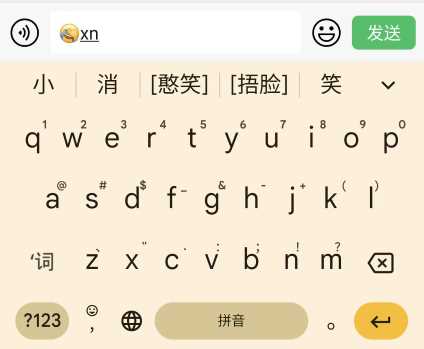 xn 发送
小 消 [憨笑] [捂脸] 笑
q1 w2 e3 r4 t5 y6 u7 i8 o9 p0
a@ s# d$ f_ g& h- j+ k( l)
'词 z、 x" c· v: b; n! m?
?123 , 拼音 。